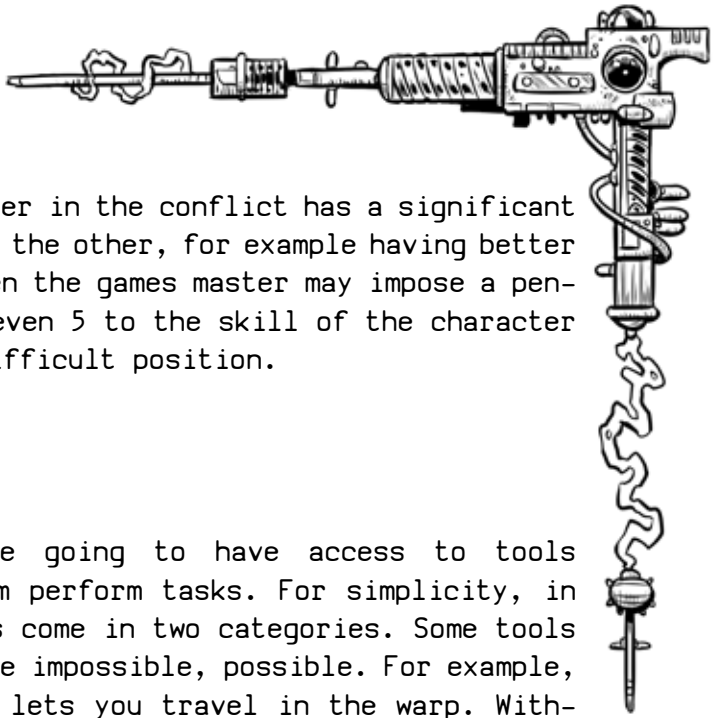 er in the conflict has a significant
the other, for example having better
en the games master may impose a pen-
even 5 to the skill of the character
ifficult position.
e going to have access to tools
m perform tasks. For simplicity, in
s come in two categories. Some tools
e impossible, possible. For example,
lets you travel in the warp. With-